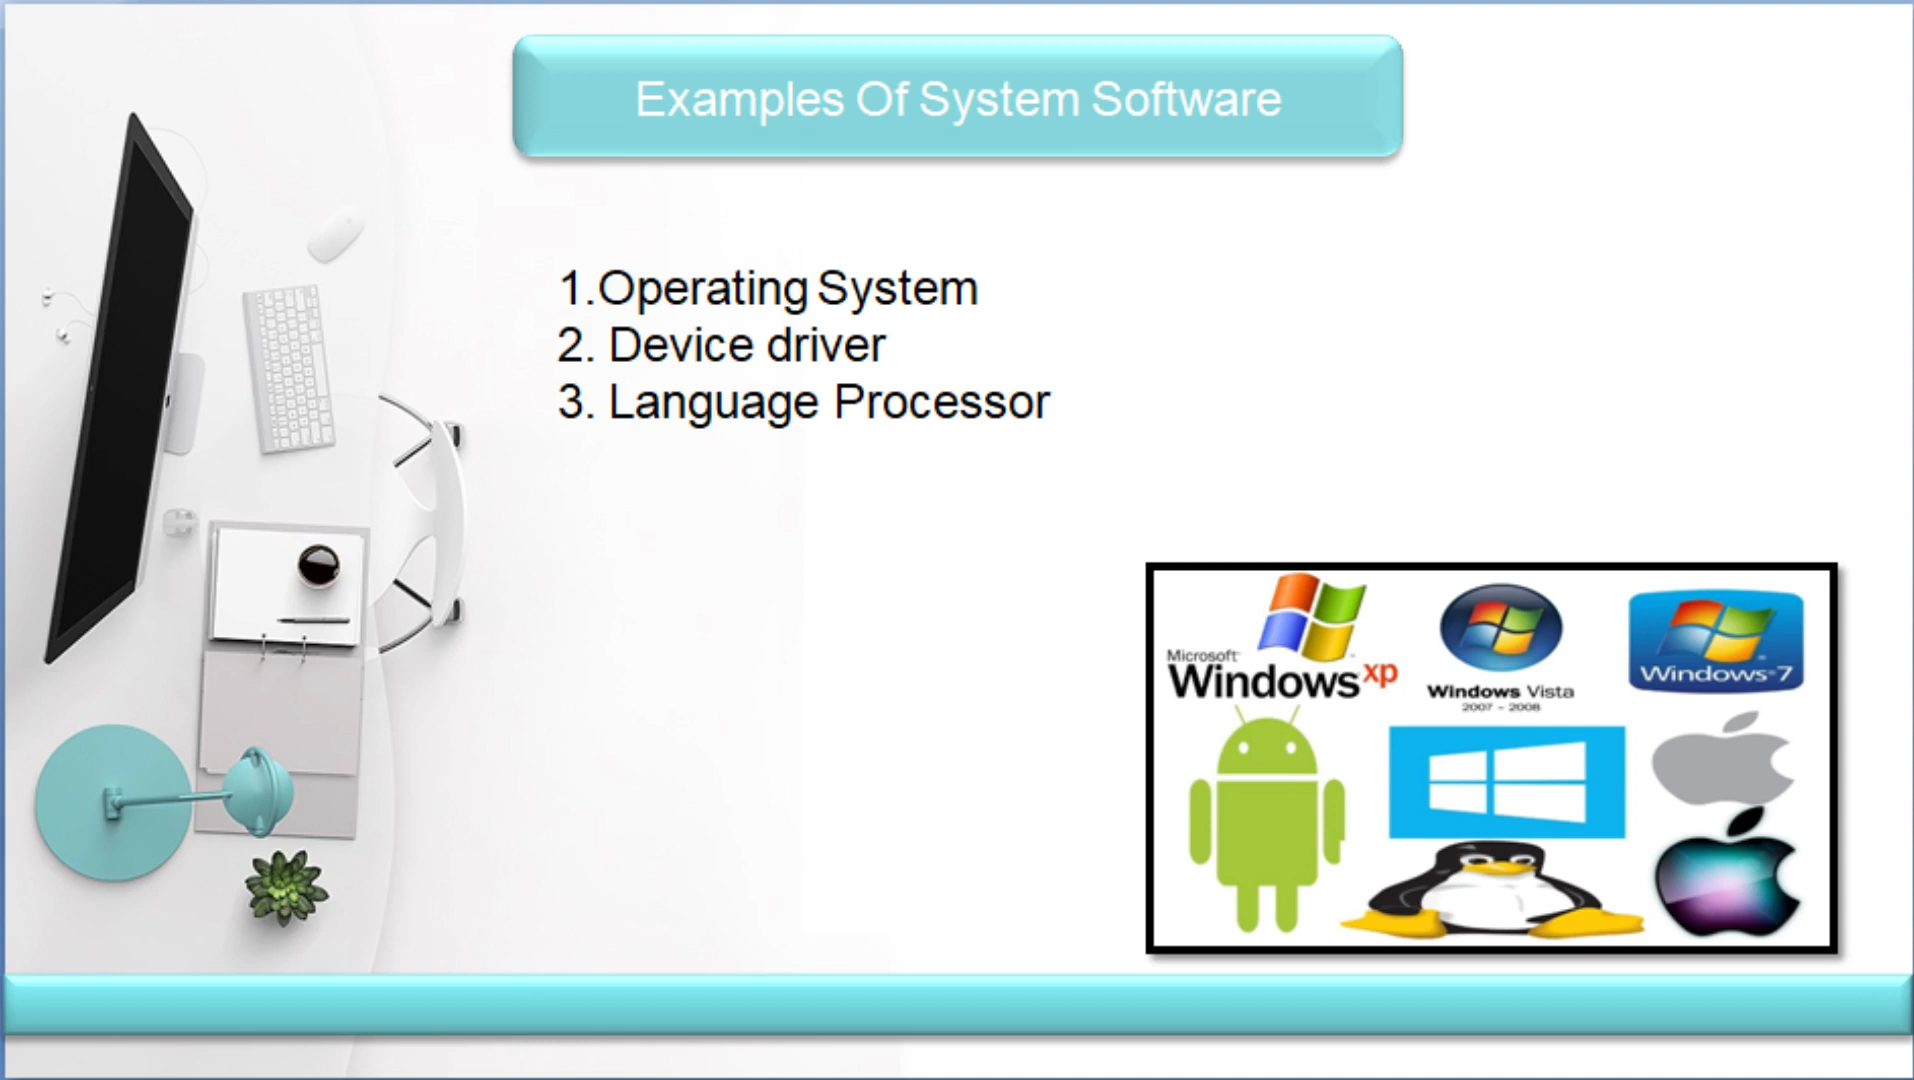 Examples Of System Software
1.Operating System
2. Device driver
3. Language Processor
Microsoft
Windows xp
Windows Vista
2007 - 2008
Windows 7